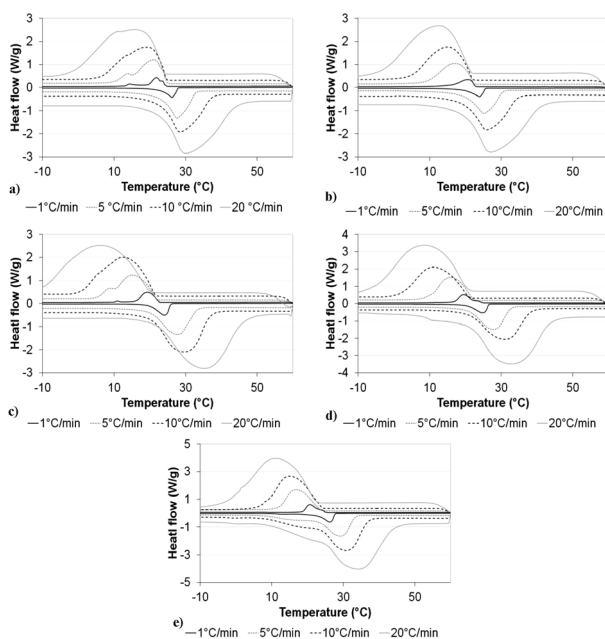 3
2
1
0
-1
-2
-3
Heat flow (W/g)
-10 10 30 50
Temperature (°C)
a)
1°C/min 5 °C/min 10 °C/min 20 °C/min
3
2
1
0
-1
-2
-3
Heat flow (W/g)
-10 10 30 50
Temperature (°C)
b)
1°C/min 5°C/min 10°C/min 20°C/min
3
2
1
0
-1
-2
-3
Heatl flow (W/g)
-10 10 30 50
Temperature (°C)
c)
1°C/min 5°C/min 10°C/min 20°C/min
4
3
2
1
0
-1
-2
-3
-4
Heatl flow (W/g)
-10 10 30 50
Temperature (°C)
d)
1°C/min 5°C/min 10°C/min 20°C/min
5
3
1
-1
-3
-5
Heatl flow (W/g)
-10 10 30 50
Temperature (°C)
e)
1°C/min 5°C/min 10°C/min 20°C/min